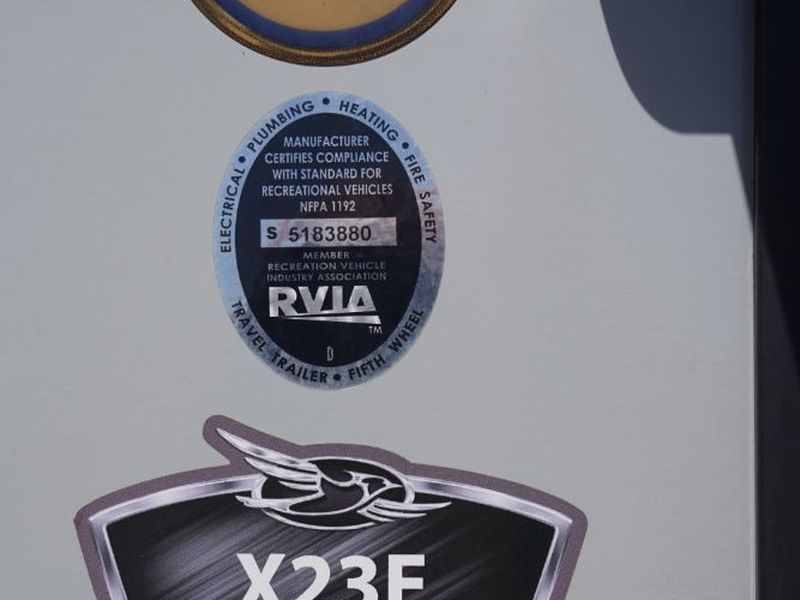 ELECTRICAL • PLUMBING • HEATING • FIRE SAFETY
MANUFACTURER
CERTIFIES COMPLIANCE
WITH STANDARD FOR
RECREATIONAL VEHICLES
NFPA 1192
S 5183880
MEMBER
RECREATION VEHICLE
INDUSTRY ASSOCIATION
RVIA
TM
D
TRAVEL TRAILER • FIFTH WHEEL